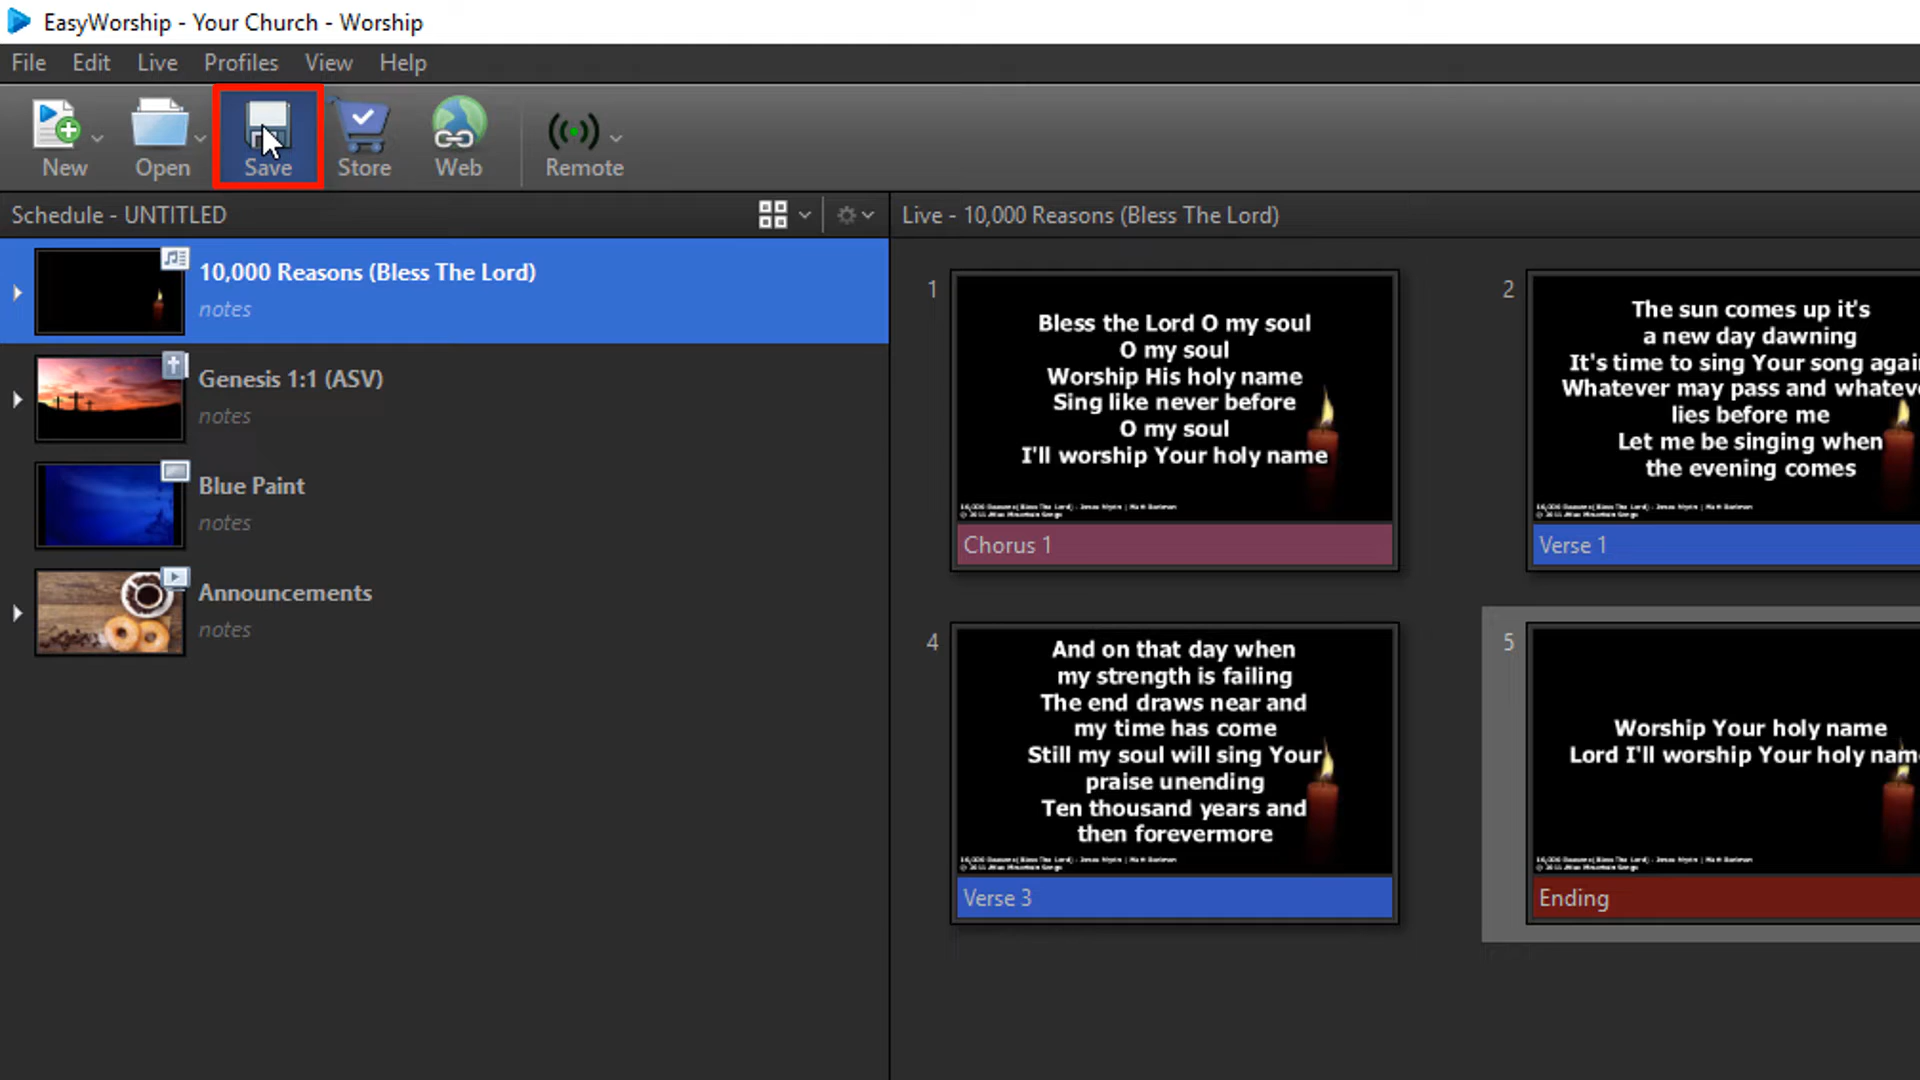 EasyWorship - Your Church - Worship
File Edit Live Profiles View Help
New Open Save Store Web Remote
Schedule - UNTITLED
10,000 Reasons (Bless The Lord)
notes
Genesis 1:1 (ASV)
notes
Blue Paint
notes
Announcements
notes
Live - 10,000 Reasons (Bless The Lord)
1
Bless the Lord O my soul
O my soul
Worship His holy name
Sing like never before
O my soul
I'll worship Your holy name
Chorus 1
2
The sun comes up it's
a new day dawning
It's time to sing Your song again
Whatever may pass and whateve
lies before me
Let me be singing when
the evening comes
Verse 1
4
And on that day when
my strength is failing
The end draws near and
my time has come
Still my soul will sing Your
praise unending
Ten thousand years and
then forevermore
Verse 3
5
Worship Your holy name
Lord I'll worship Your holy name
Ending